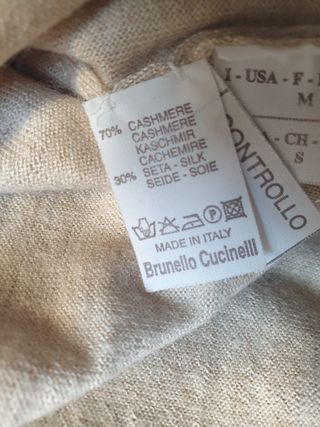 I - USA - F -
M
- CH -
S
CONTROLLO
70% CASHMERE
CASHMERE
KASCHMIR
CACHEMIRE
30% SETA - SILK
SEIDE - SOIE
P
MADE IN ITALY
Brunello Cucinelli